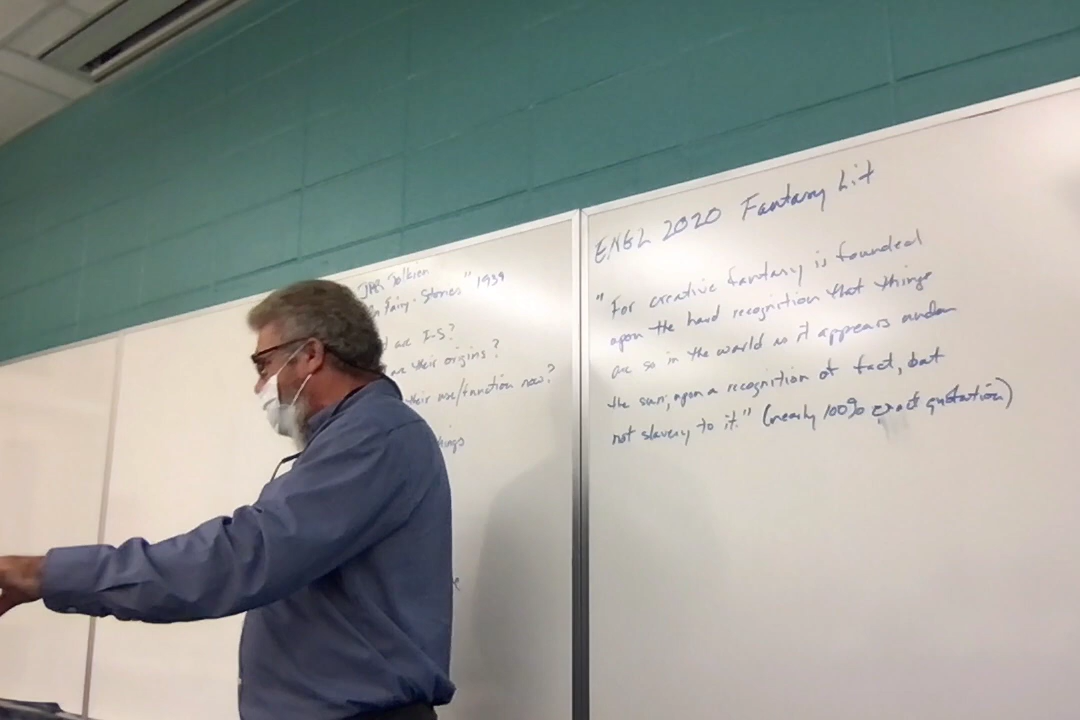 JRR Tolkien
On Fairy-Stories" 1939
are F-S?
are their origins?
their use/function now?
ENGL 2020 Fantasy Lit
"For creative fantasy is founded
upon the hard recognition that things
are so in the world as it appears under
the sun; upon a recognition of fact, but
not slavery to it." (nearly 100% exact quotation)